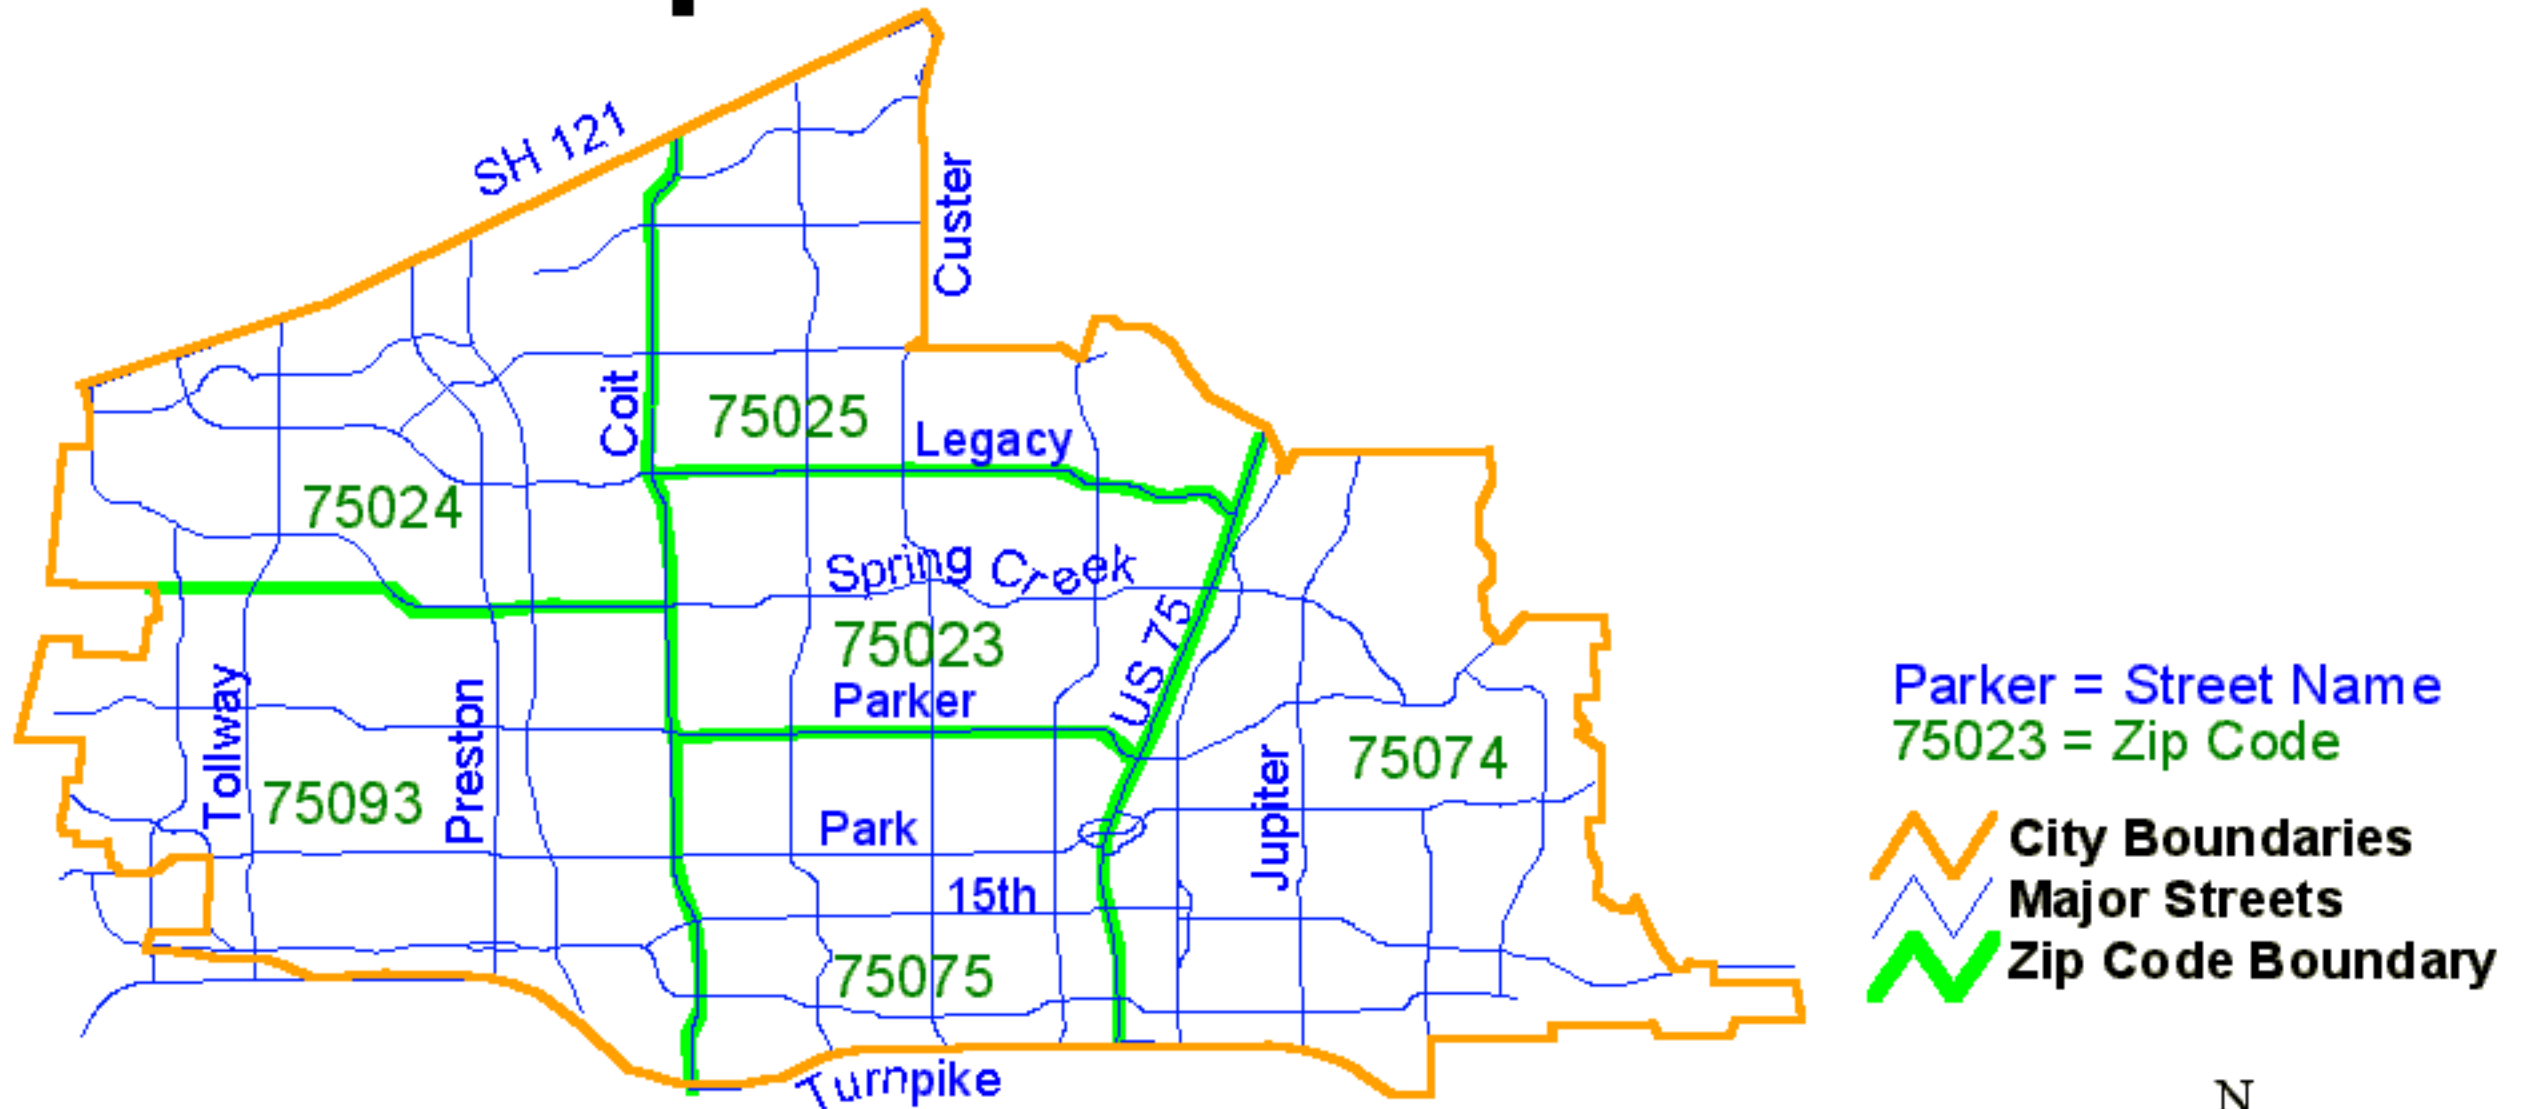 SH 121
Custer
Coit
75025
Legacy
75024
Spring Creek
75023
US 75
Parker
Tollway
Preston
75093
75074
Jupiter
Park
15th
75075
Turnpike
Parker = Street Name
75023 = Zip Code
City Boundaries
Major Streets
Zip Code Boundary
N